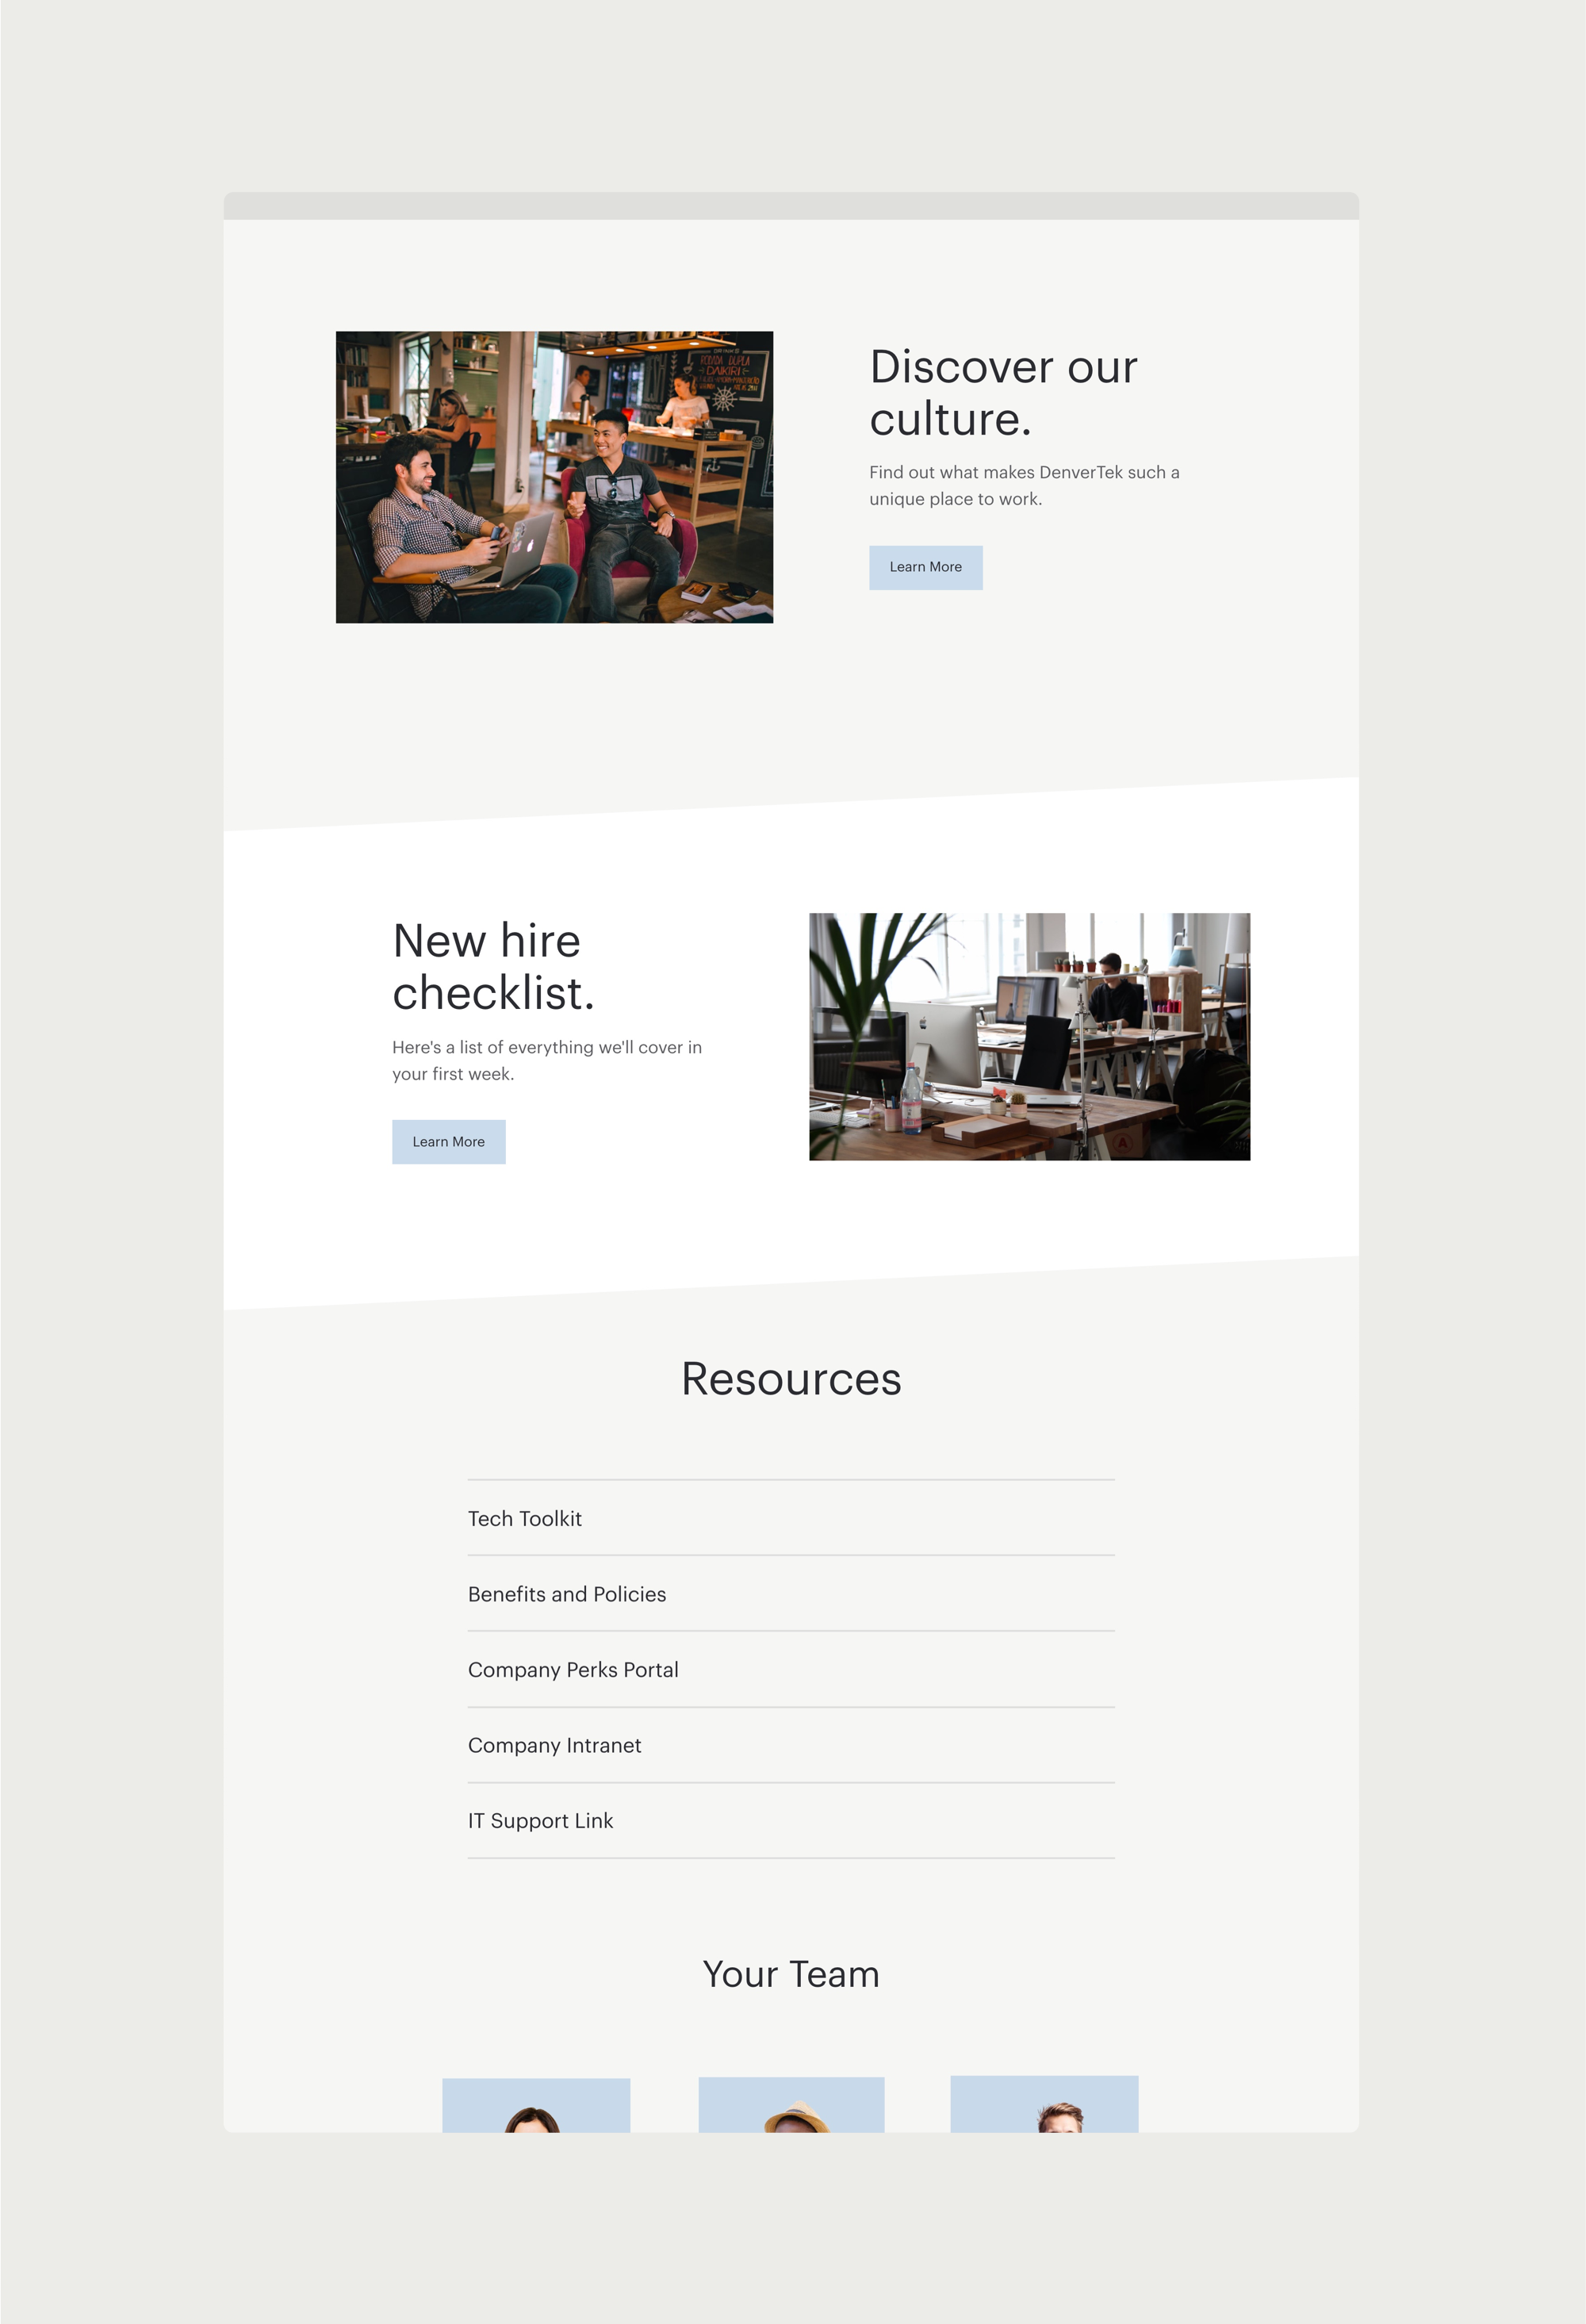 Discover our
culture.
Find out what makes DenverTek such a
unique place to work.
Learn More
New hire
checklist.
Here's a list of everything we'll cover in
your first week.
Learn More
Resources
Tech Toolkit
Benefits and Policies
Company Perks Portal
Company Intranet
IT Support Link
Your Team